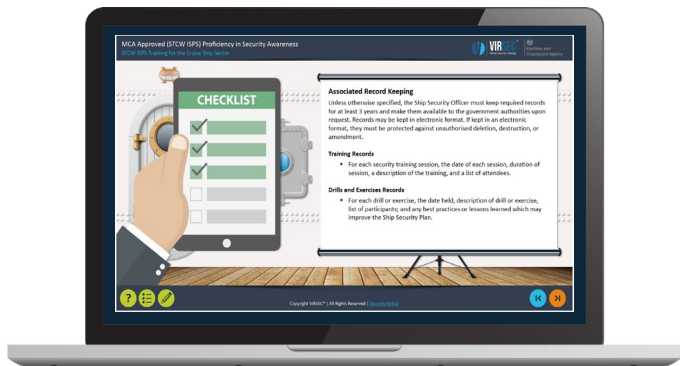 MCA Approved (STCW ISPS) Proficiency in Security Awareness
STCW ISPS Training for the Cruise Ship Sector
VIRSEC
Maritime and
Coastguard Agency
CHECKLIST
Associated Record Keeping
Unless otherwise specified, the Ship Security Officer must keep required records
for at least 3 years and make them available to the government authorities upon
request. Records may be kept in electronic format. If kept in an electronic
format, they must be protected against unauthorised deletion, destruction, or
amendment.
Training Records
• For each security training session, the date of each session, duration of
session, a description of the training, and a list of attendees.
Drills and Exercises Records
• For each drill or exercise, the date held, description of drill or exercise,
list of participants; and any best practices or lessons learned which may
improve the Ship Security Plan.
?
Copyright VIRSEC® | All Rights Reserved | Security Notice